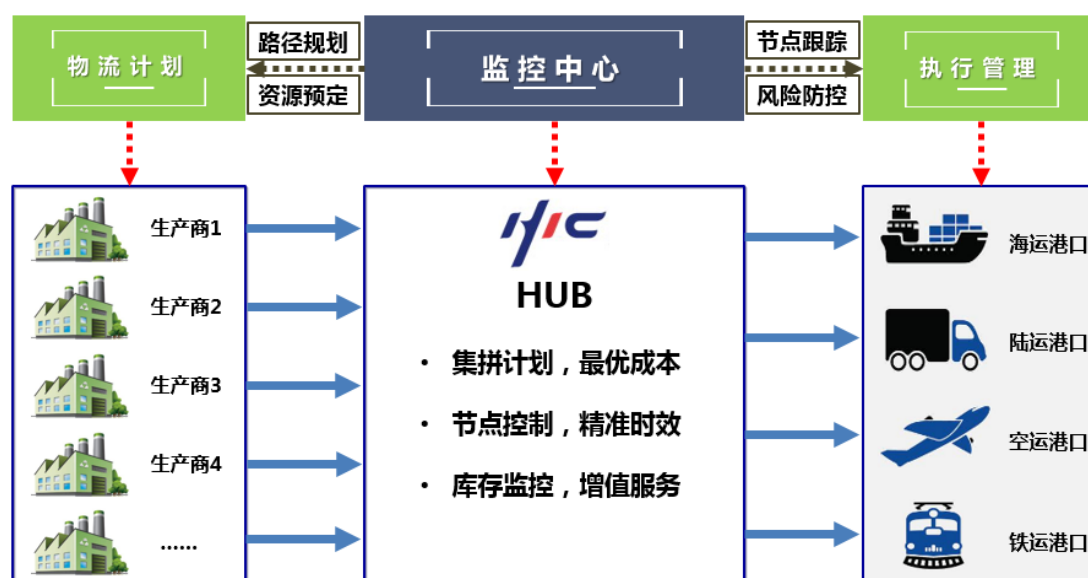 物流计划
路径规划
资源预定
监控中心
节点跟踪
风险防控
执行管理
生产商1
生产商2
生产商3
生产商4
……
HIC
HUB
· 集拼计划，最优成本
· 节点控制，精准时效
· 库存监控，增值服务
海运港口
陆运港口
空运港口
铁运港口